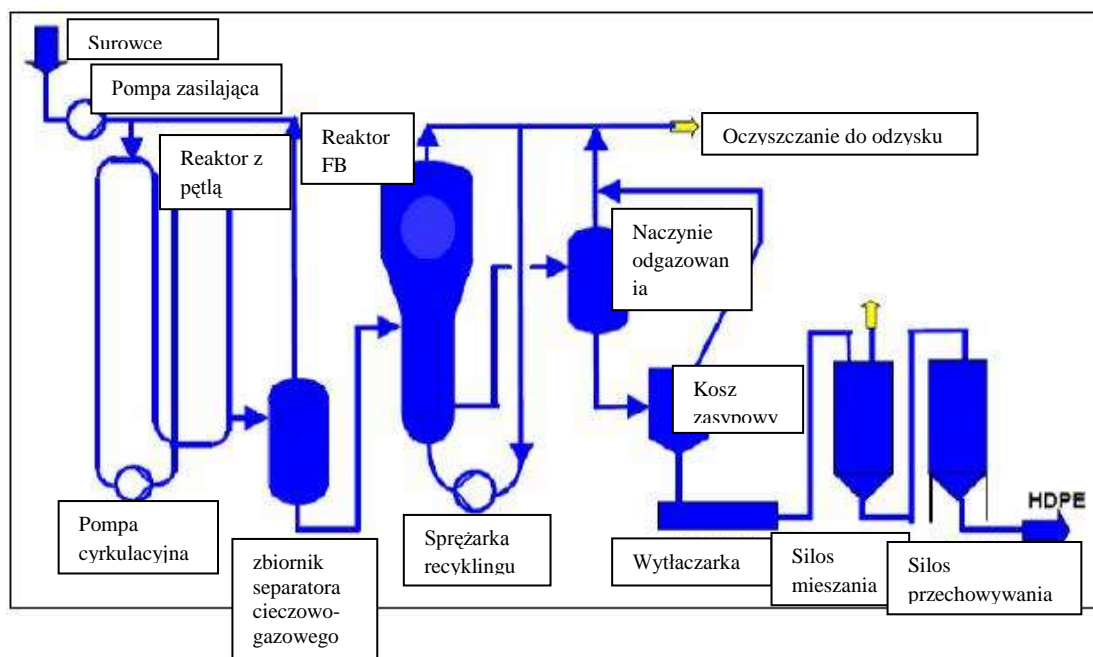 Surowce
Pompa zasilająca
Reaktor z
pętlą
Reaktor
FB
Oczyszczanie do odzysku
Naczynie
odgazowan
ia
Kosz
zasypowy
HDPE
Pompa
cyrkulacyjna
zbiornik
separatora
cieczowo-
gazowego
Sprężarka
recyklingu
Wytłaczarka
Silos
mieszania
Silos
przechowywania